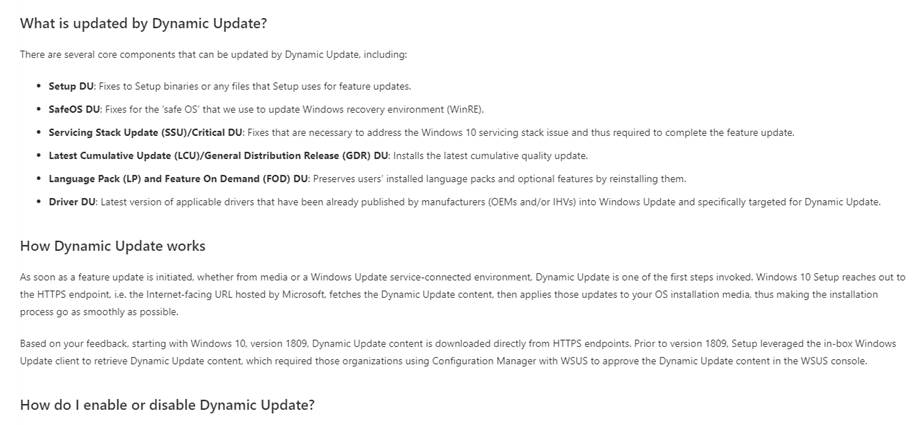 What is updated by Dynamic Update?
There are several core components that can be updated by Dynamic Update, including:
• Setup DU: Fixes to Setup binaries or any files that Setup uses for feature updates.
• SafeOS DU: Fixes for the 'safe OS' that we use to update Windows recovery environment (WinRE).
• Servicing Stack Update (SSU)/Critical DU: Fixes that are necessary to address the Windows 10 servicing stack issue and thus required to complete the feature update.
• Latest Cumulative Update (LCU)/General Distribution Release (GDR) DU: Installs the latest cumulative quality update.
• Language Pack (LP) and Feature On Demand (FOD) DU: Preserves users' installed language packs and optional features by reinstalling them.
• Driver DU: Latest version of applicable drivers that have been already published by manufacturers (OEMs and/or IHVs) into Windows Update and specifically targeted for Dynamic Update.
How Dynamic Update works
As soon as a feature update is initiated, whether from media or a Windows Update service-connected environment, Dynamic Update is one of the first steps invoked. Windows 10 Setup reaches out to
the HTTPS endpoint, i.e. the Internet-facing URL hosted by Microsoft, fetches the Dynamic Update content, then applies those updates to your OS installation media, thus making the installation
process go as smoothly as possible.
Based on your feedback, starting with Windows 10, version 1809, Dynamic Update content is downloaded directly from HTTPS endpoints. Prior to version 1809, Setup leveraged the in-box Windows
Update client to retrieve Dynamic Update content, which required those organizations using Configuration Manager with WSUS to approve the Dynamic Update content in the WSUS console.
How do I enable or disable Dynamic Update?